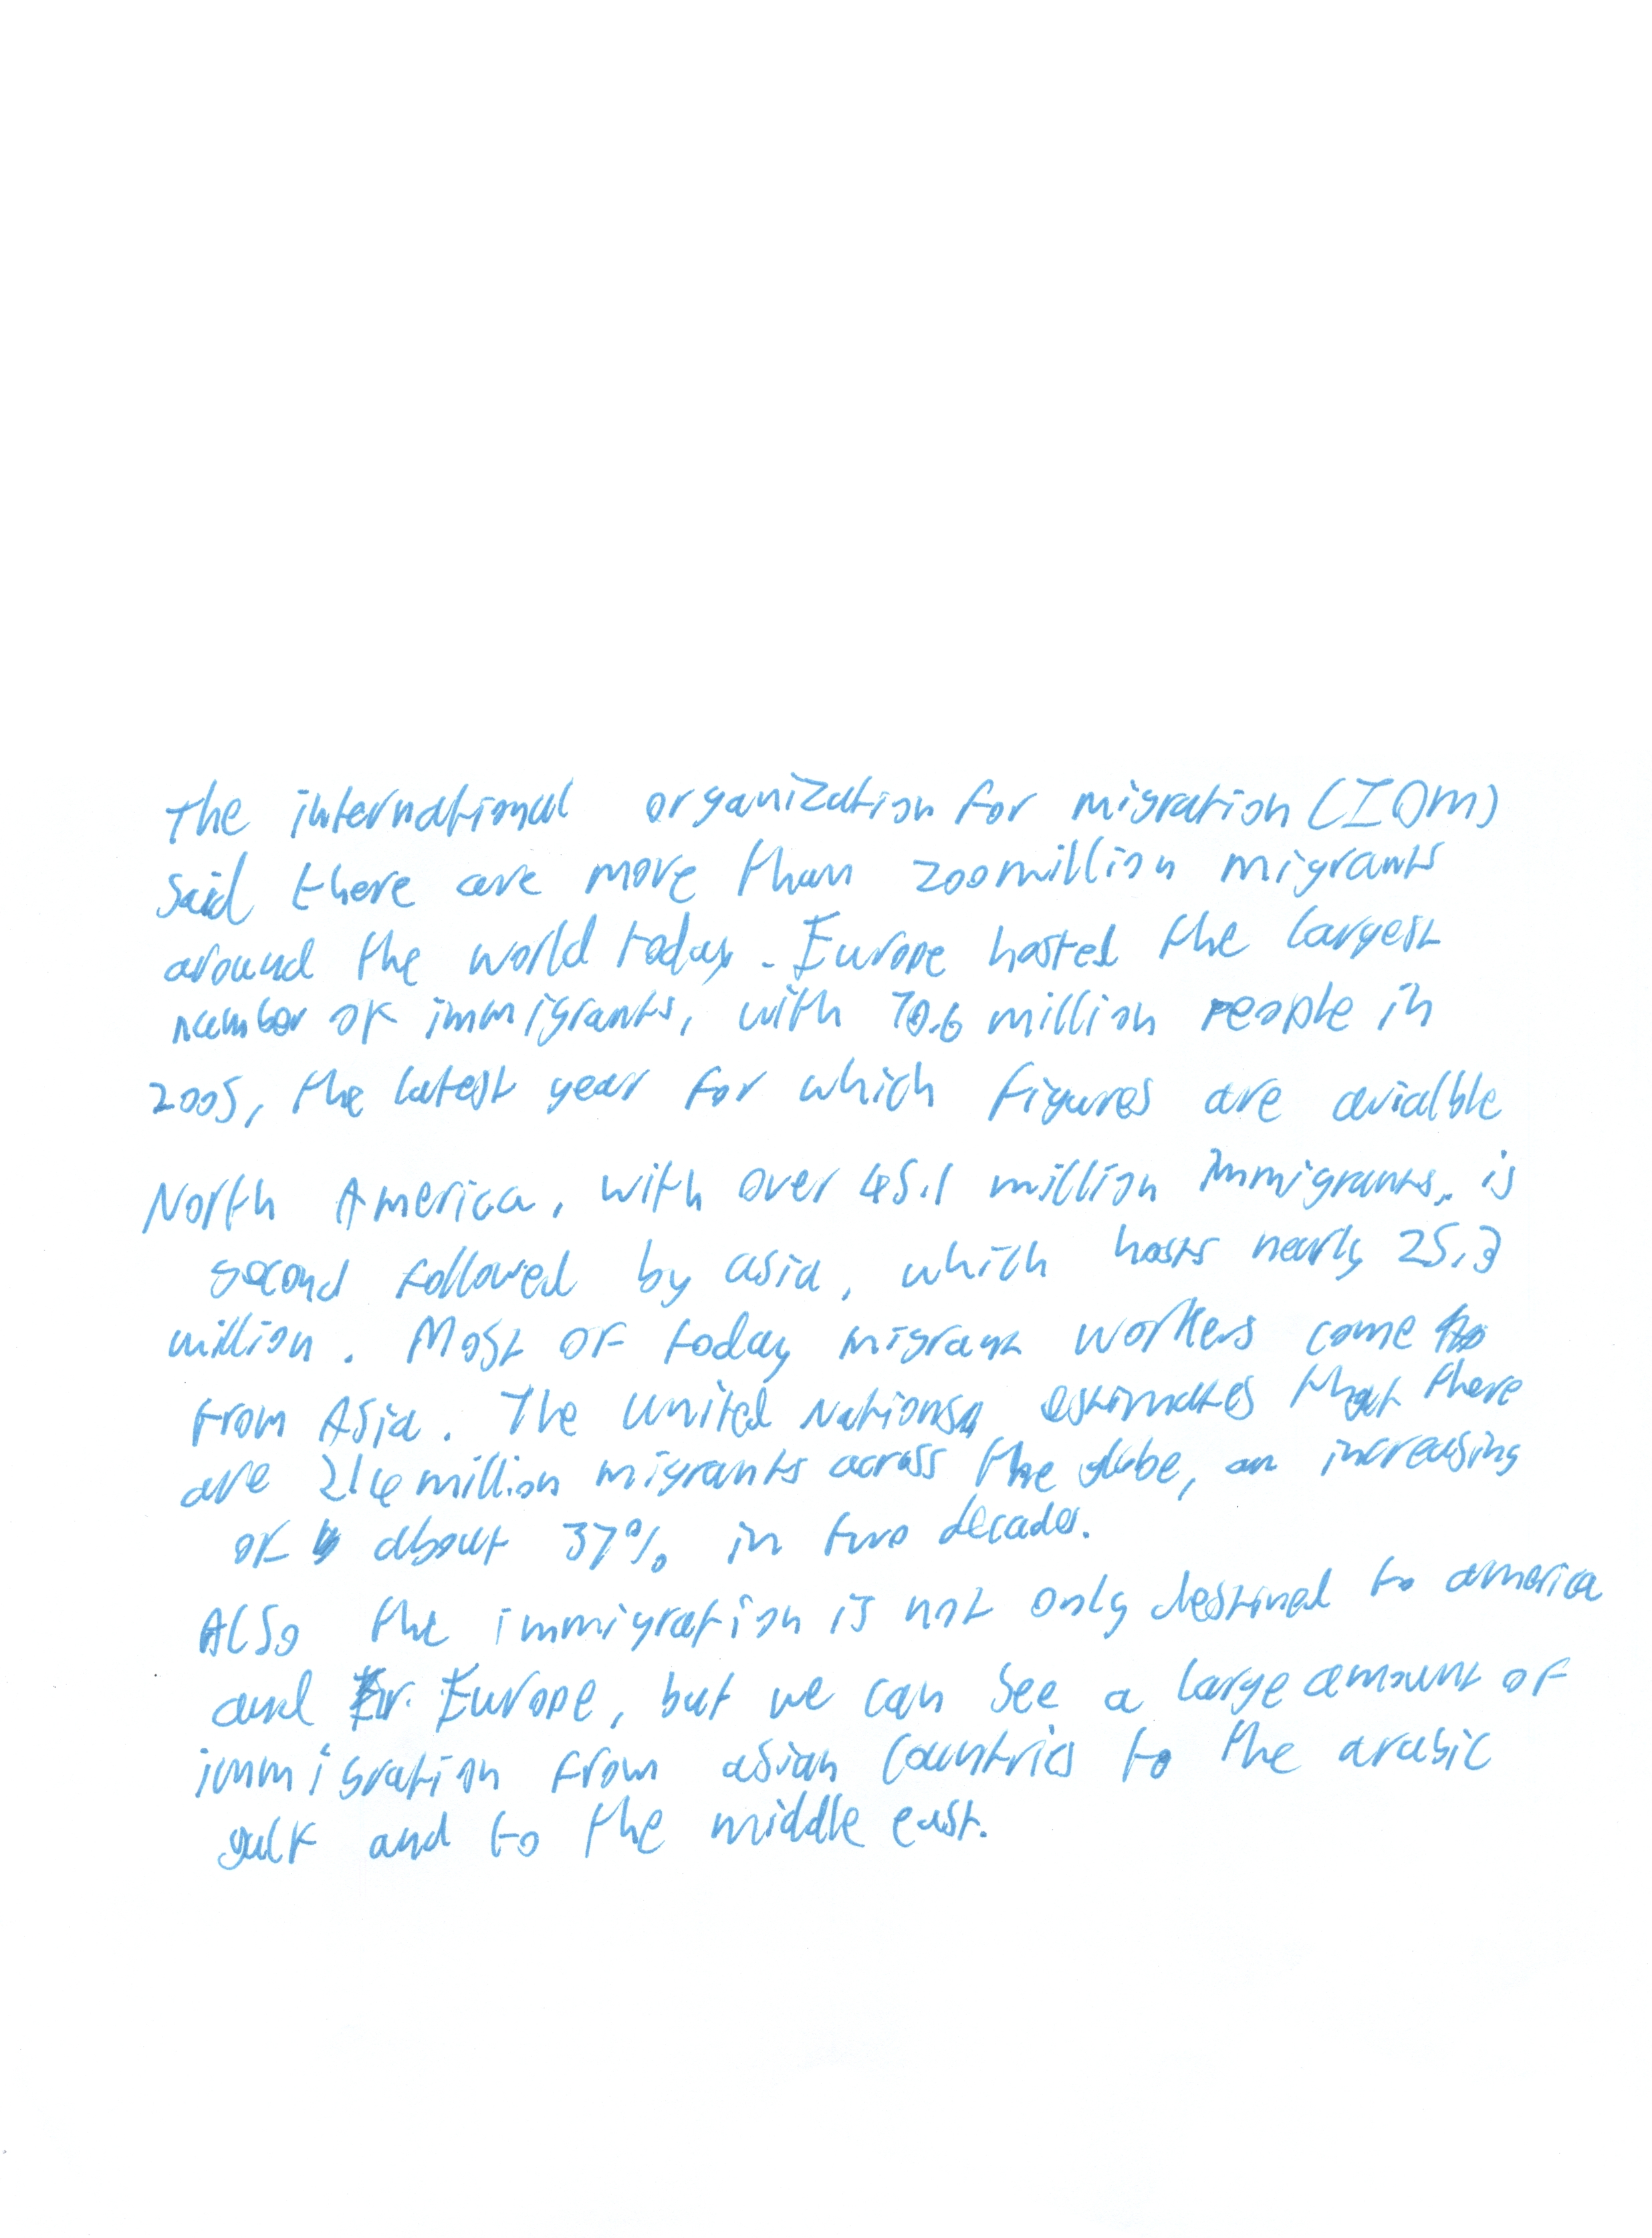 The international organization for migration (IOM)
said there are more than 200 million migrants
around the world today. Europe hosted the largest
number of immigrants, with 70.6 million people in
2005, the latest year for which figures are avialble
North America, with over 45.1 million immigrants, is
second followed by asia, which hosts nearly 25.3
million. Most of today migrant workers come
from Asia. The United Nations estimates that there
are 214 million migrants across the globe, an increasing
of about 37% in two decades.
Also the immigration is not only destined to america
and Europe, but we can see a large amount of
immigration from asian countries to the arabic
gulf and to the middle east.